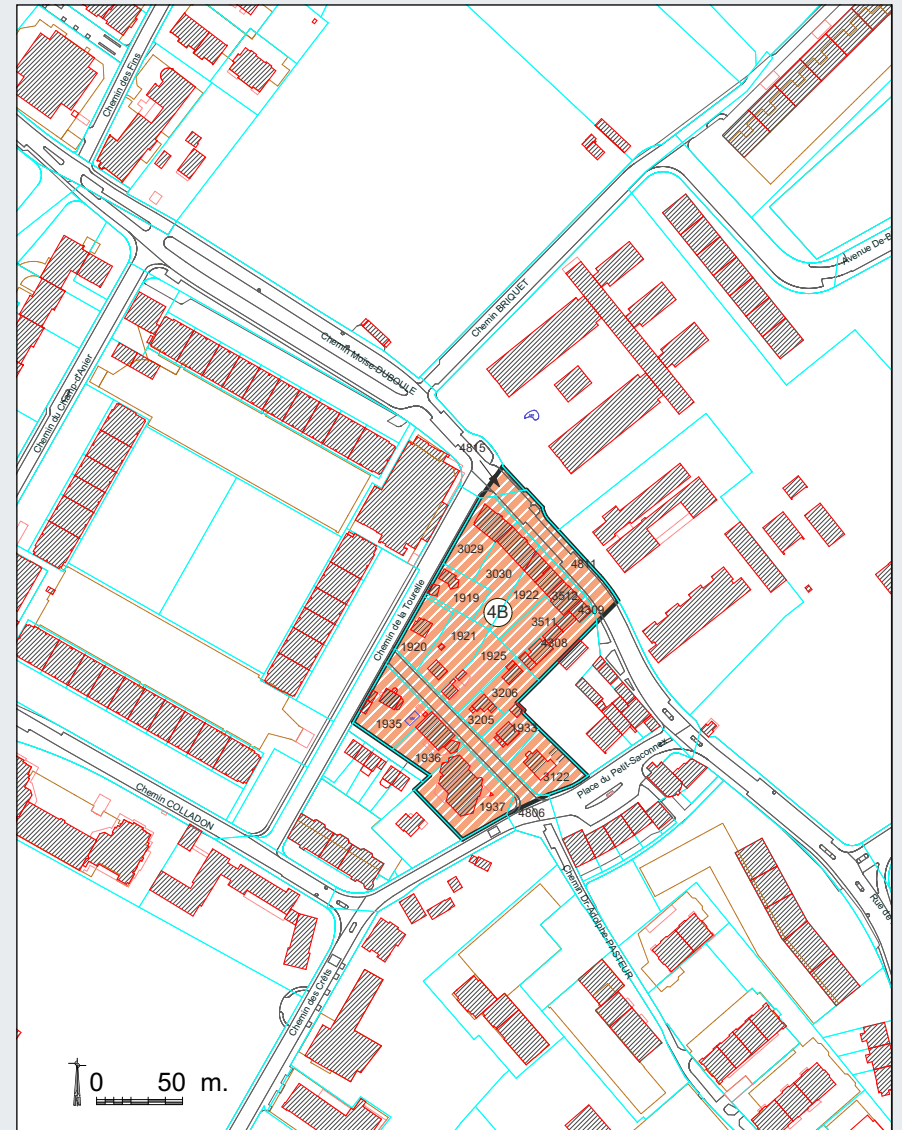 Chemin des Fins
Avenue De-B
Chemin BRIQUET
Chemin Moïse DUBOULE
Chemin du Champ-d'Anier
4815
3029
4811
3030
1919
1922
3512
4309
4B
3511
Chemin de la Tourelle
1921
4308
1920
1925
3206
3205
1935
1933
1936
Place du Petit-Saconnex
3122
1937
4806
Chemin COLLADON
Chemin Dr-Adolphe PASTEUR
Rue de
Chemin des Crêts
0 50 m.